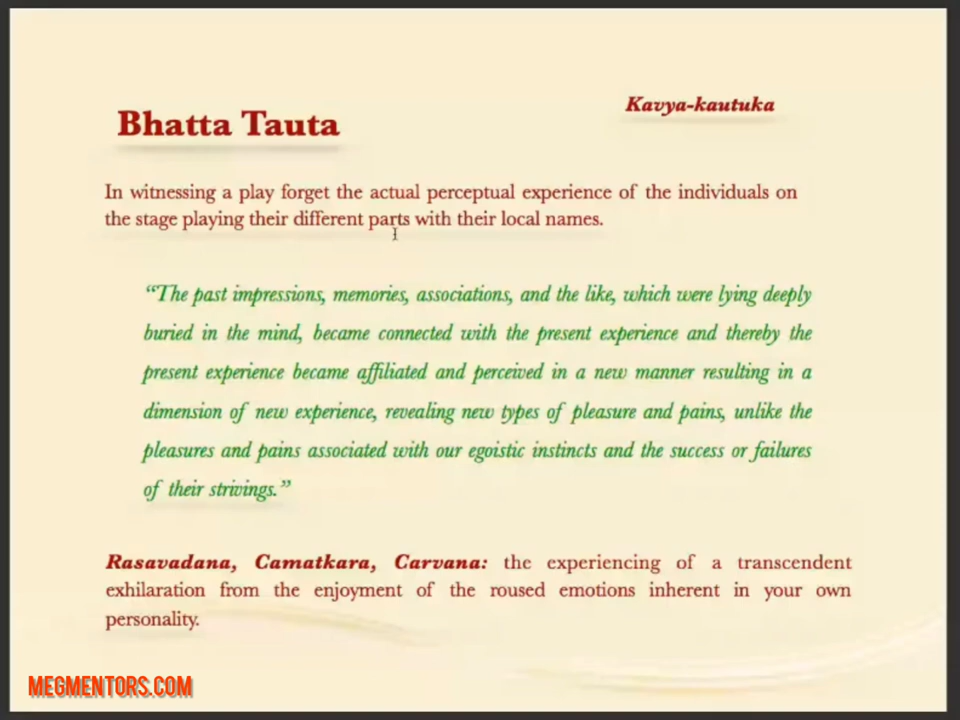 Kavya-kautuka
Bhatta Tauta
In witnessing a play forget the actual perceptual experience of the individuals on
the stage playing their different parts with their local names.
“The past impressions, memories, associations, and the like, which were lying deeply
buried in the mind, became connected with the present experience and thereby the
present experience became affiliated and perceived in a new manner resulting in a
dimension of new experience, revealing new types of pleasure and pains, unlike the
pleasures and pains associated with our egoistic instincts and the success or failures
of their strivings.”
Rasavadana, Camatkara, Carvana: the experiencing of a transcendent
exhilaration from the enjoyment of the roused emotions inherent in your own
personality.
MEGMENTORS.COM